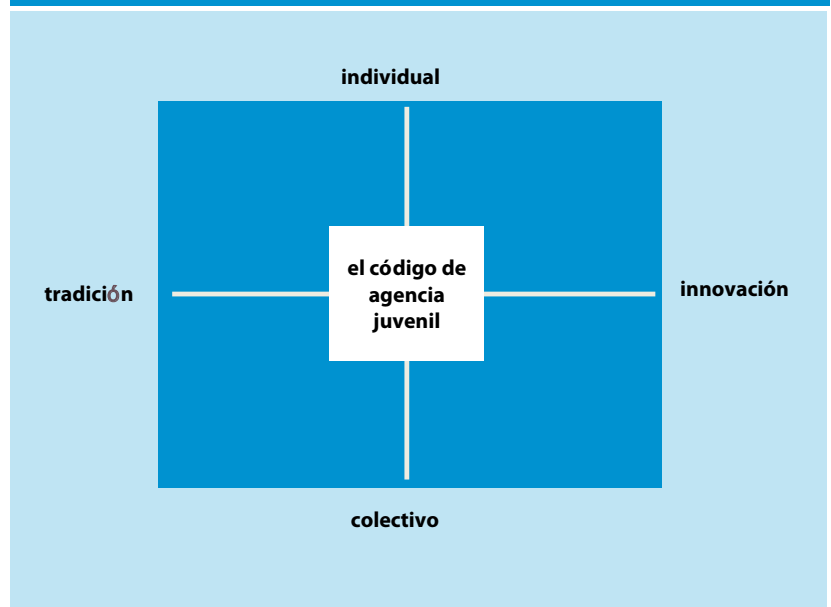 individual
el código de
agencia
juvenil
tradición
innovación
colectivo